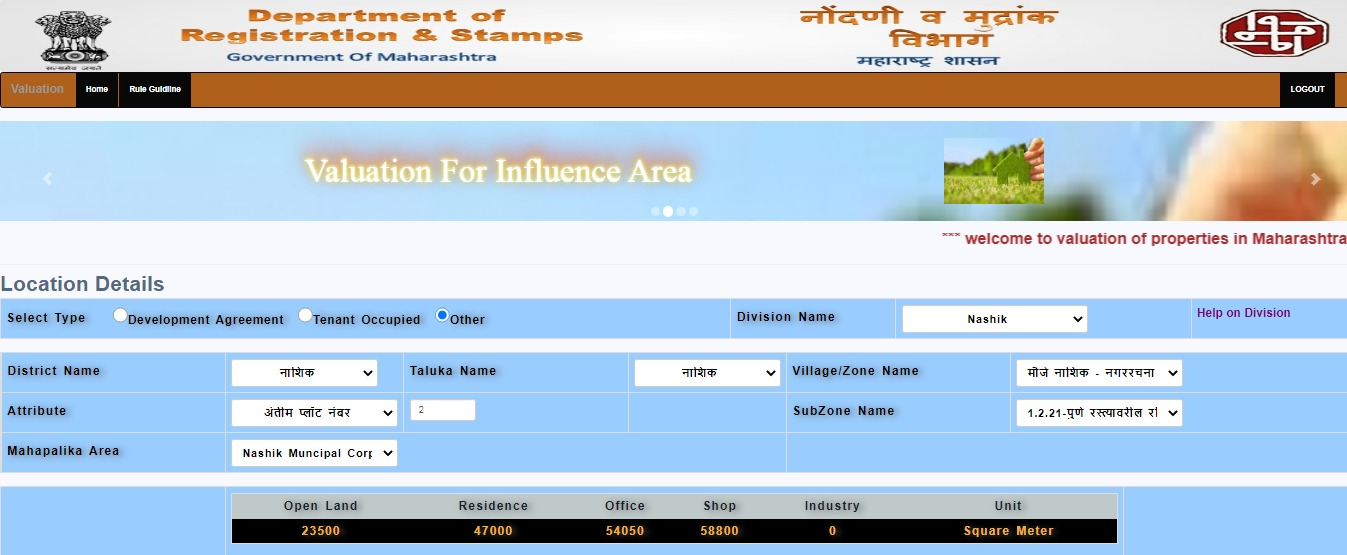 Department of
Registration & Stamps
Government Of Maharashtra
नोंदणी व मुद्रांक
विभाग
महाराष्ट्र शासन
सत्यमेव जयते
Valuation Home Rule Guidline LOGOUT
Valuation For Influence Area
*** welcome to valuation of properties in Maharashtra
Location Details
Select Type Development Agreement Tenant Occupied Other Division Name Nashik Help on Division
District Name नाशिक Taluka Name नाशिक Village/Zone Name मौजे नाशिक - नगररचना
Attribute अंतीम प्लॉट नंबर 2 SubZone Name 1.2.21-पुणे रस्त्यावरील
Mahapalika Area Nashik Muncipal Corp
Open Land Residence Office Shop Industry Unit
23500 47000 54050 58800 0 Square Meter